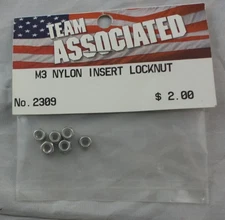 TEAM
ASSOCIATED
M3 NYLON INSERT LOCKNUT
No.2309 $ 2.00